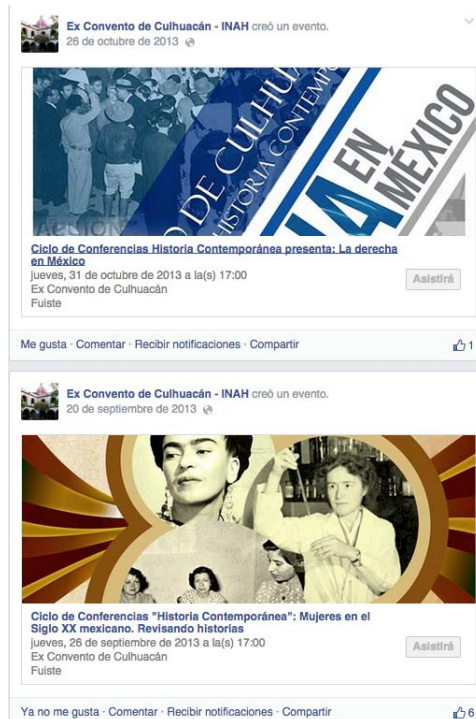 Ex Convento de Culhuacán - INAH creó un evento.
26 de octubre de 2013
O DE CULHUA
HISTORIA CONTEMPO
EN
MÉXICO
ACCION
Ciclo de Conferencias Historia Contemporánea presenta: La derecha
en México
jueves, 31 de octubre de 2013 a la(s) 17:00
Ex Convento de Culhuacán
Fuiste
Asistirá
Me gusta · Comentar · Recibir notificaciones · Compartir
1
Ex Convento de Culhuacán - INAH creó un evento.
20 de septiembre de 2013
Ciclo de Conferencias "Historia Contemporánea": Mujeres en el
Siglo XX mexicano. Revisando historias
jueves, 26 de septiembre de 2013 a la(s) 17:00
Ex Convento de Culhuacán
Fuiste
Asistirá
Ya no me gusta · Comentar · Recibir notificaciones · Compartir
6